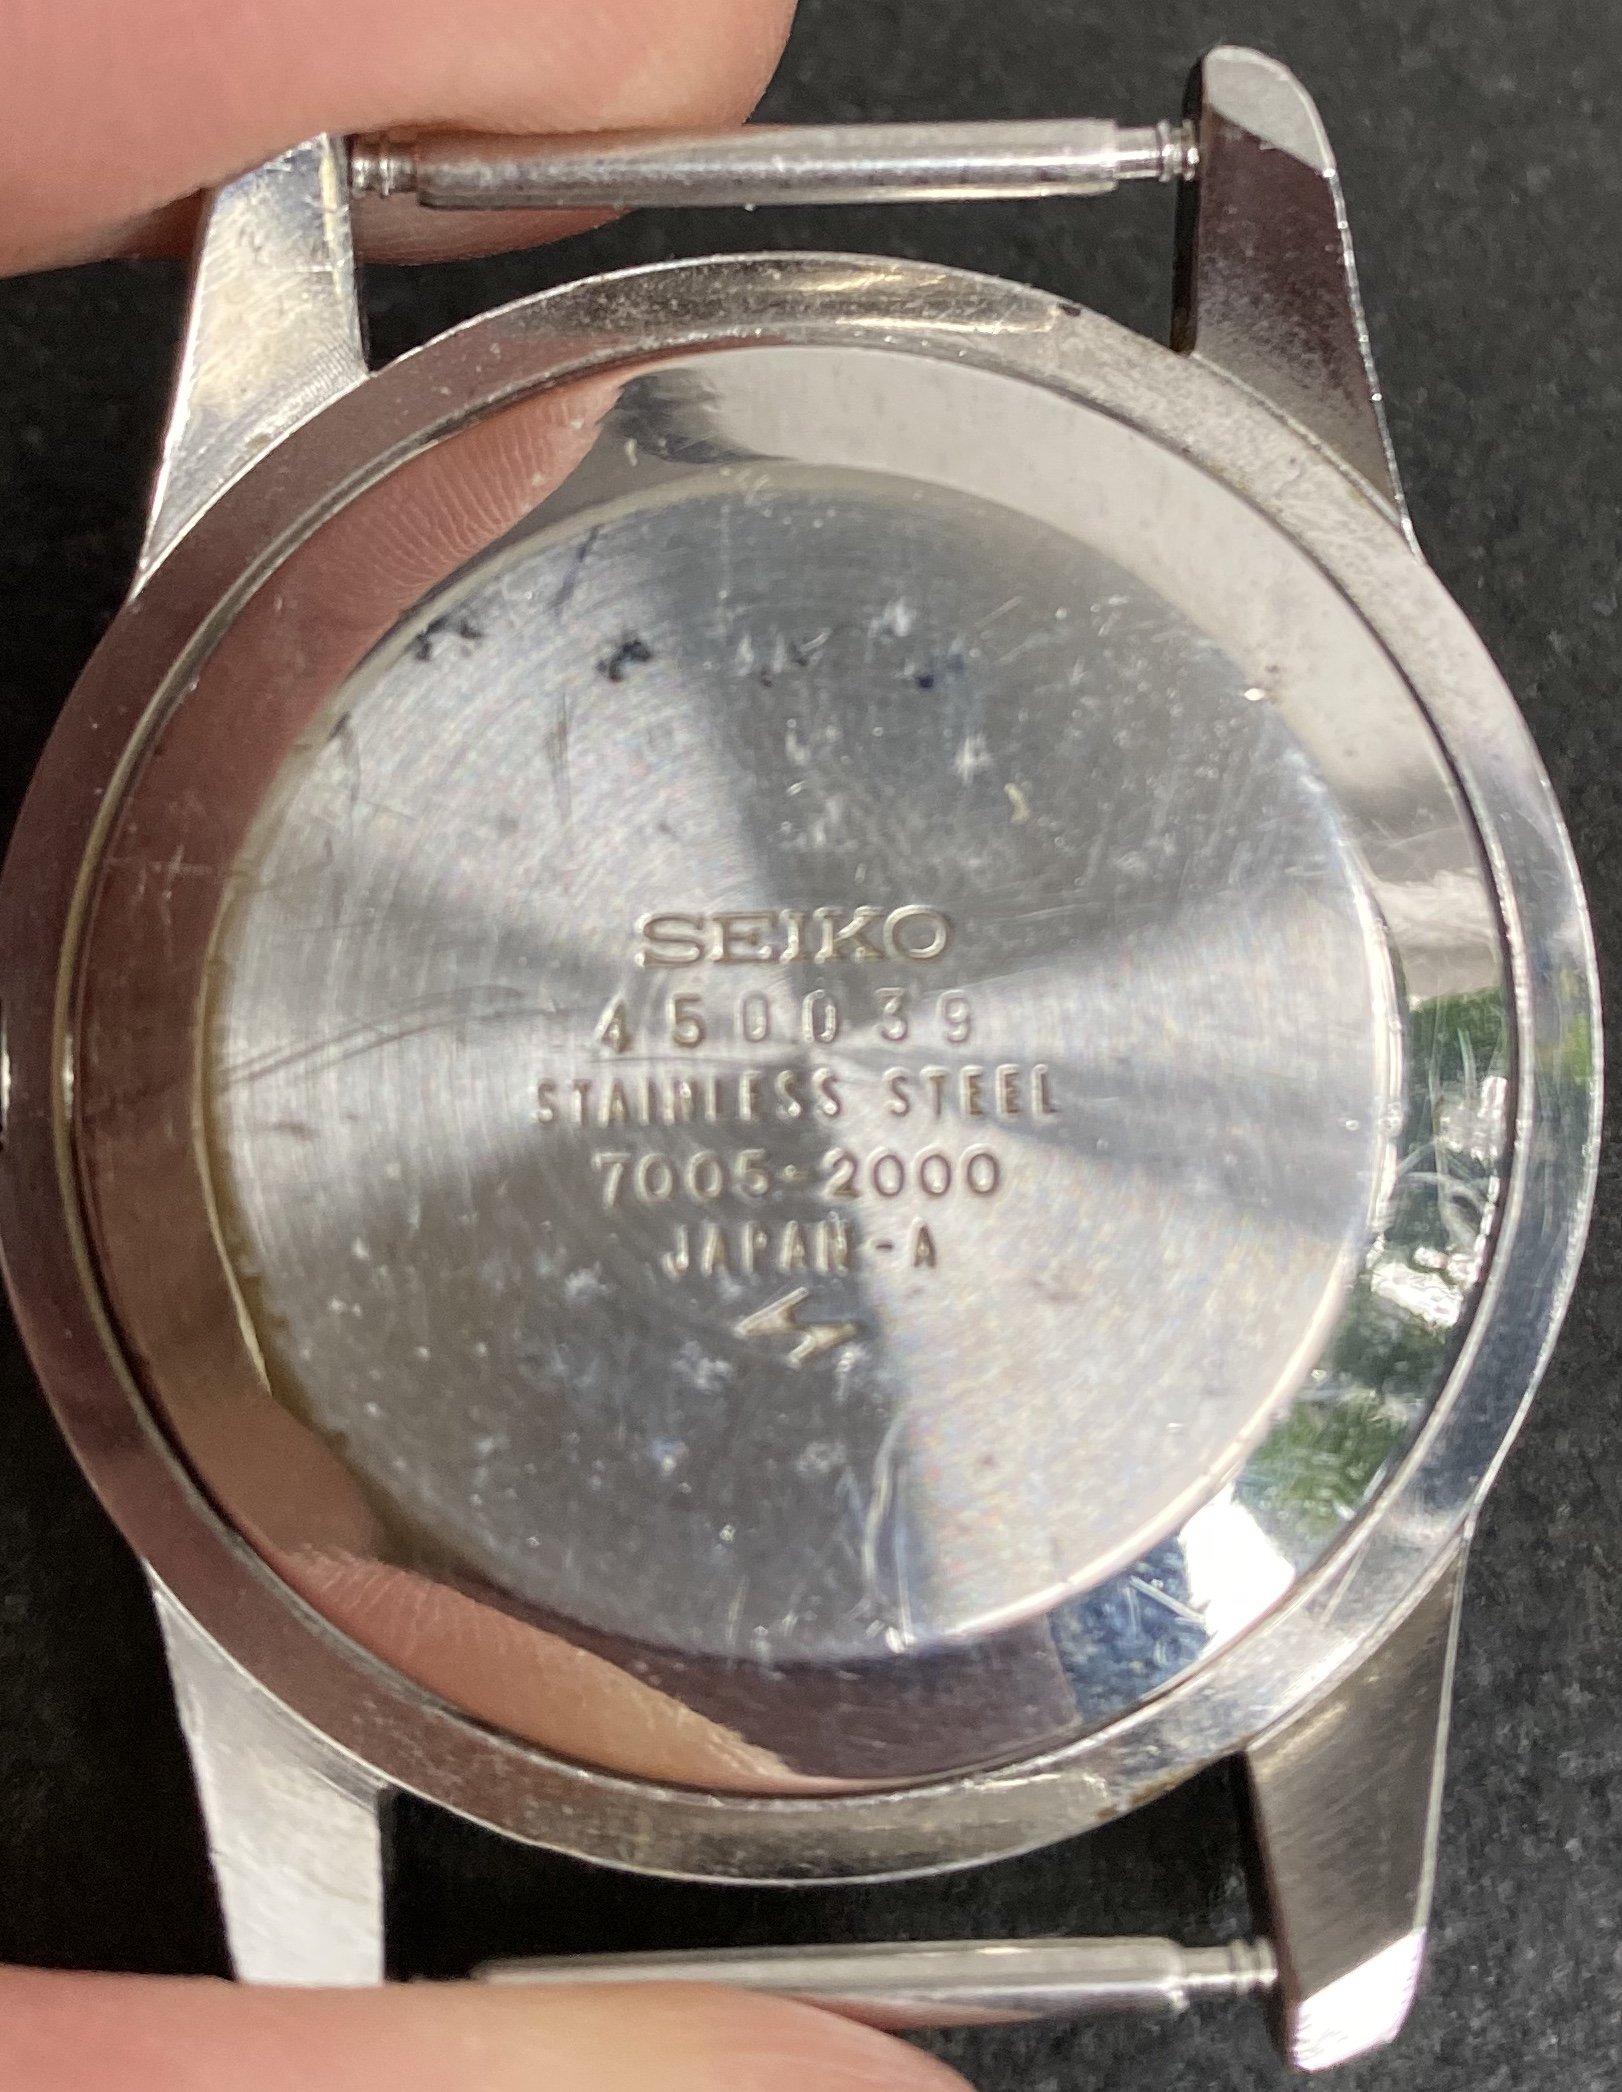 SEIKO
450039
STAINLESS STEEL
7005-2000
JAPAN-A